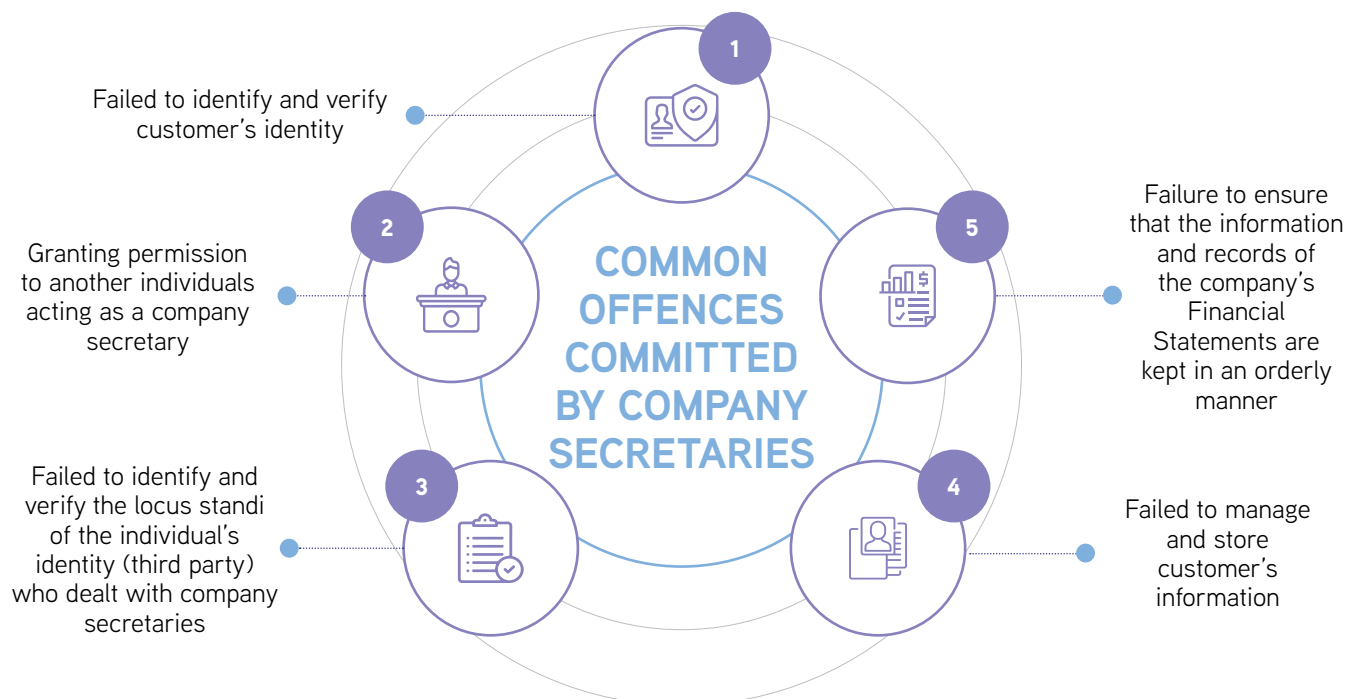 1
Failed to identify and verify
customer's identity
2
Granting permission
to another individuals
acting as a company
secretary
3
Failed to identify and
verify the locus standi
of the individual's
identity (third party)
who dealt with company
secretaries
COMMON
OFFENCES
COMMITTED
BY COMPANY
SECRETARIES
4
Failed to manage
and store
customer's
information
5
Failure to ensure
that the information
and records of
the company's
Financial
Statements are
kept in an orderly
manner
$